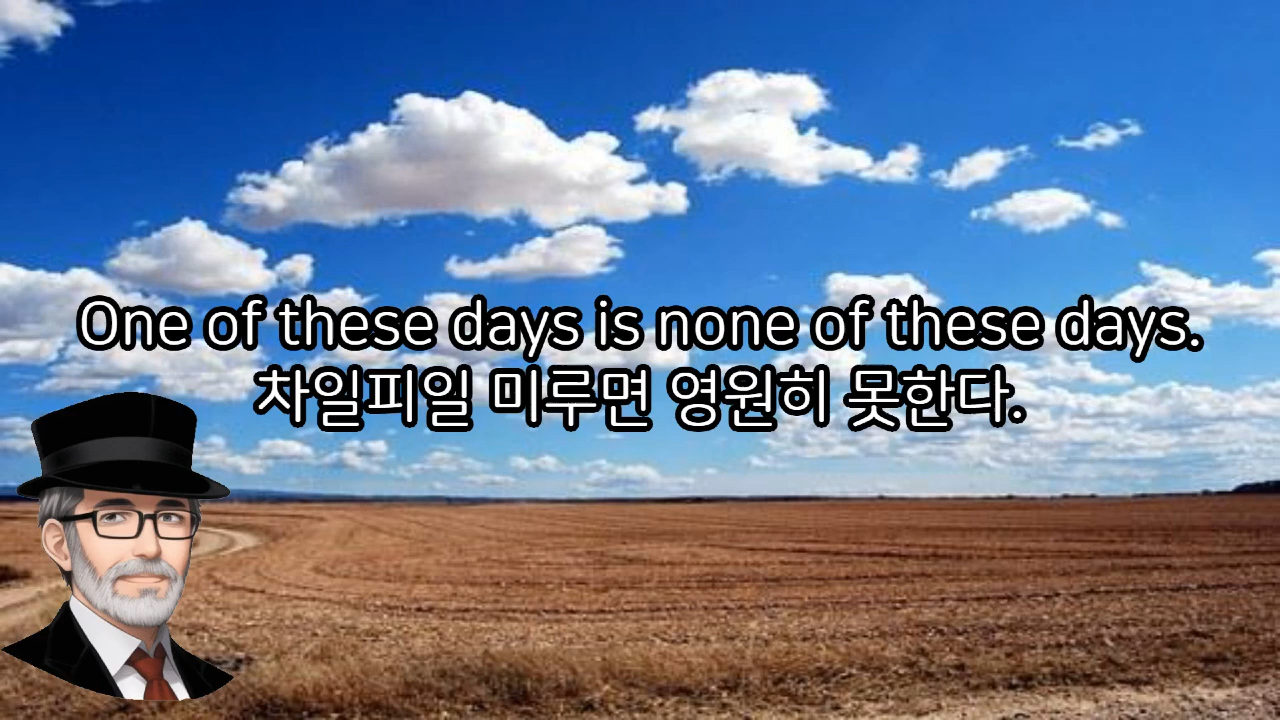 One of these days is none of these days.
차일피일 미루면 영원히 못한다.